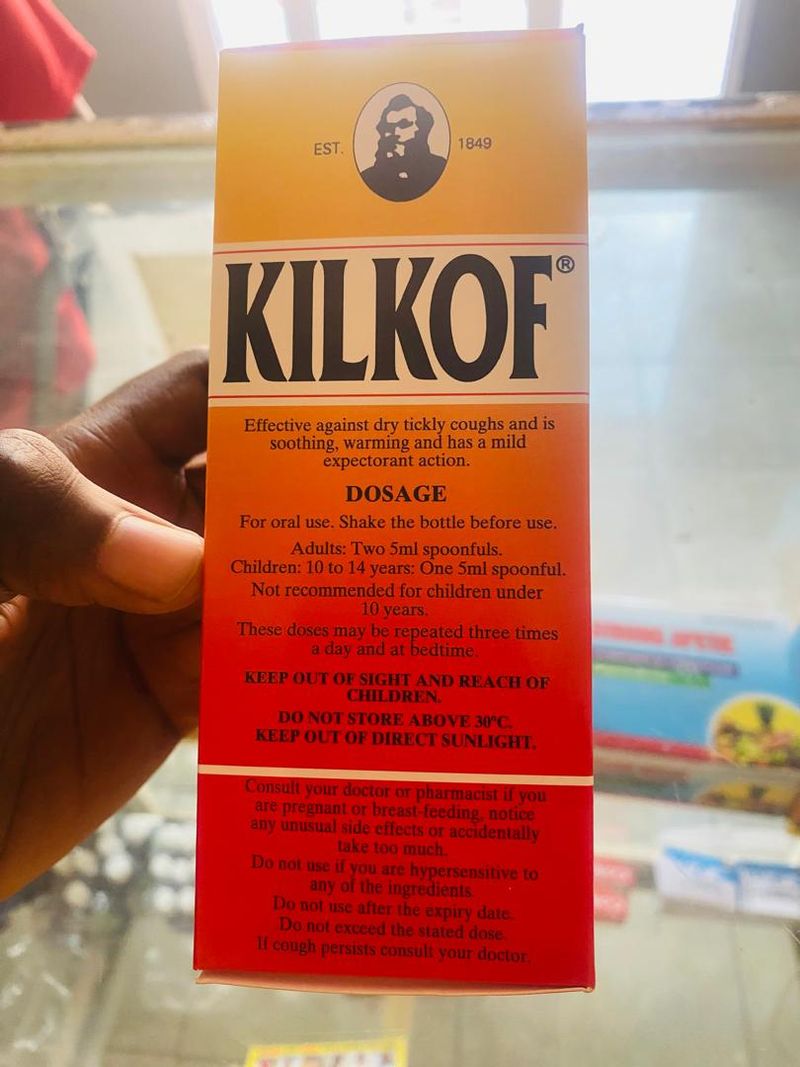 EST. 1849
KILKOF®
Effective against dry tickly coughs and is
soothing, warming and has a mild
expectorant action.
DOSAGE
For oral use. Shake the bottle before use.
Adults: Two 5ml spoonfuls.
Children: 10 to 14 years: One 5ml spoonful.
Not recommended for children under
10 years.
These doses may be repeated three times
a day and at bedtime.
KEEP OUT OF SIGHT AND REACH OF
CHILDREN.
DO NOT STORE ABOVE 30ºC.
KEEP OUT OF DIRECT SUNLIGHT.
Consult your doctor or pharmacist if you
are pregnant or breast-feeding, notice
any unusual side effects or accidentally
take too much.
Do not use if you are hypersensitive to
any of the ingredients.
Do not use after the expiry date.
Do not exceed the stated dose.
If cough persists consult your doctor.